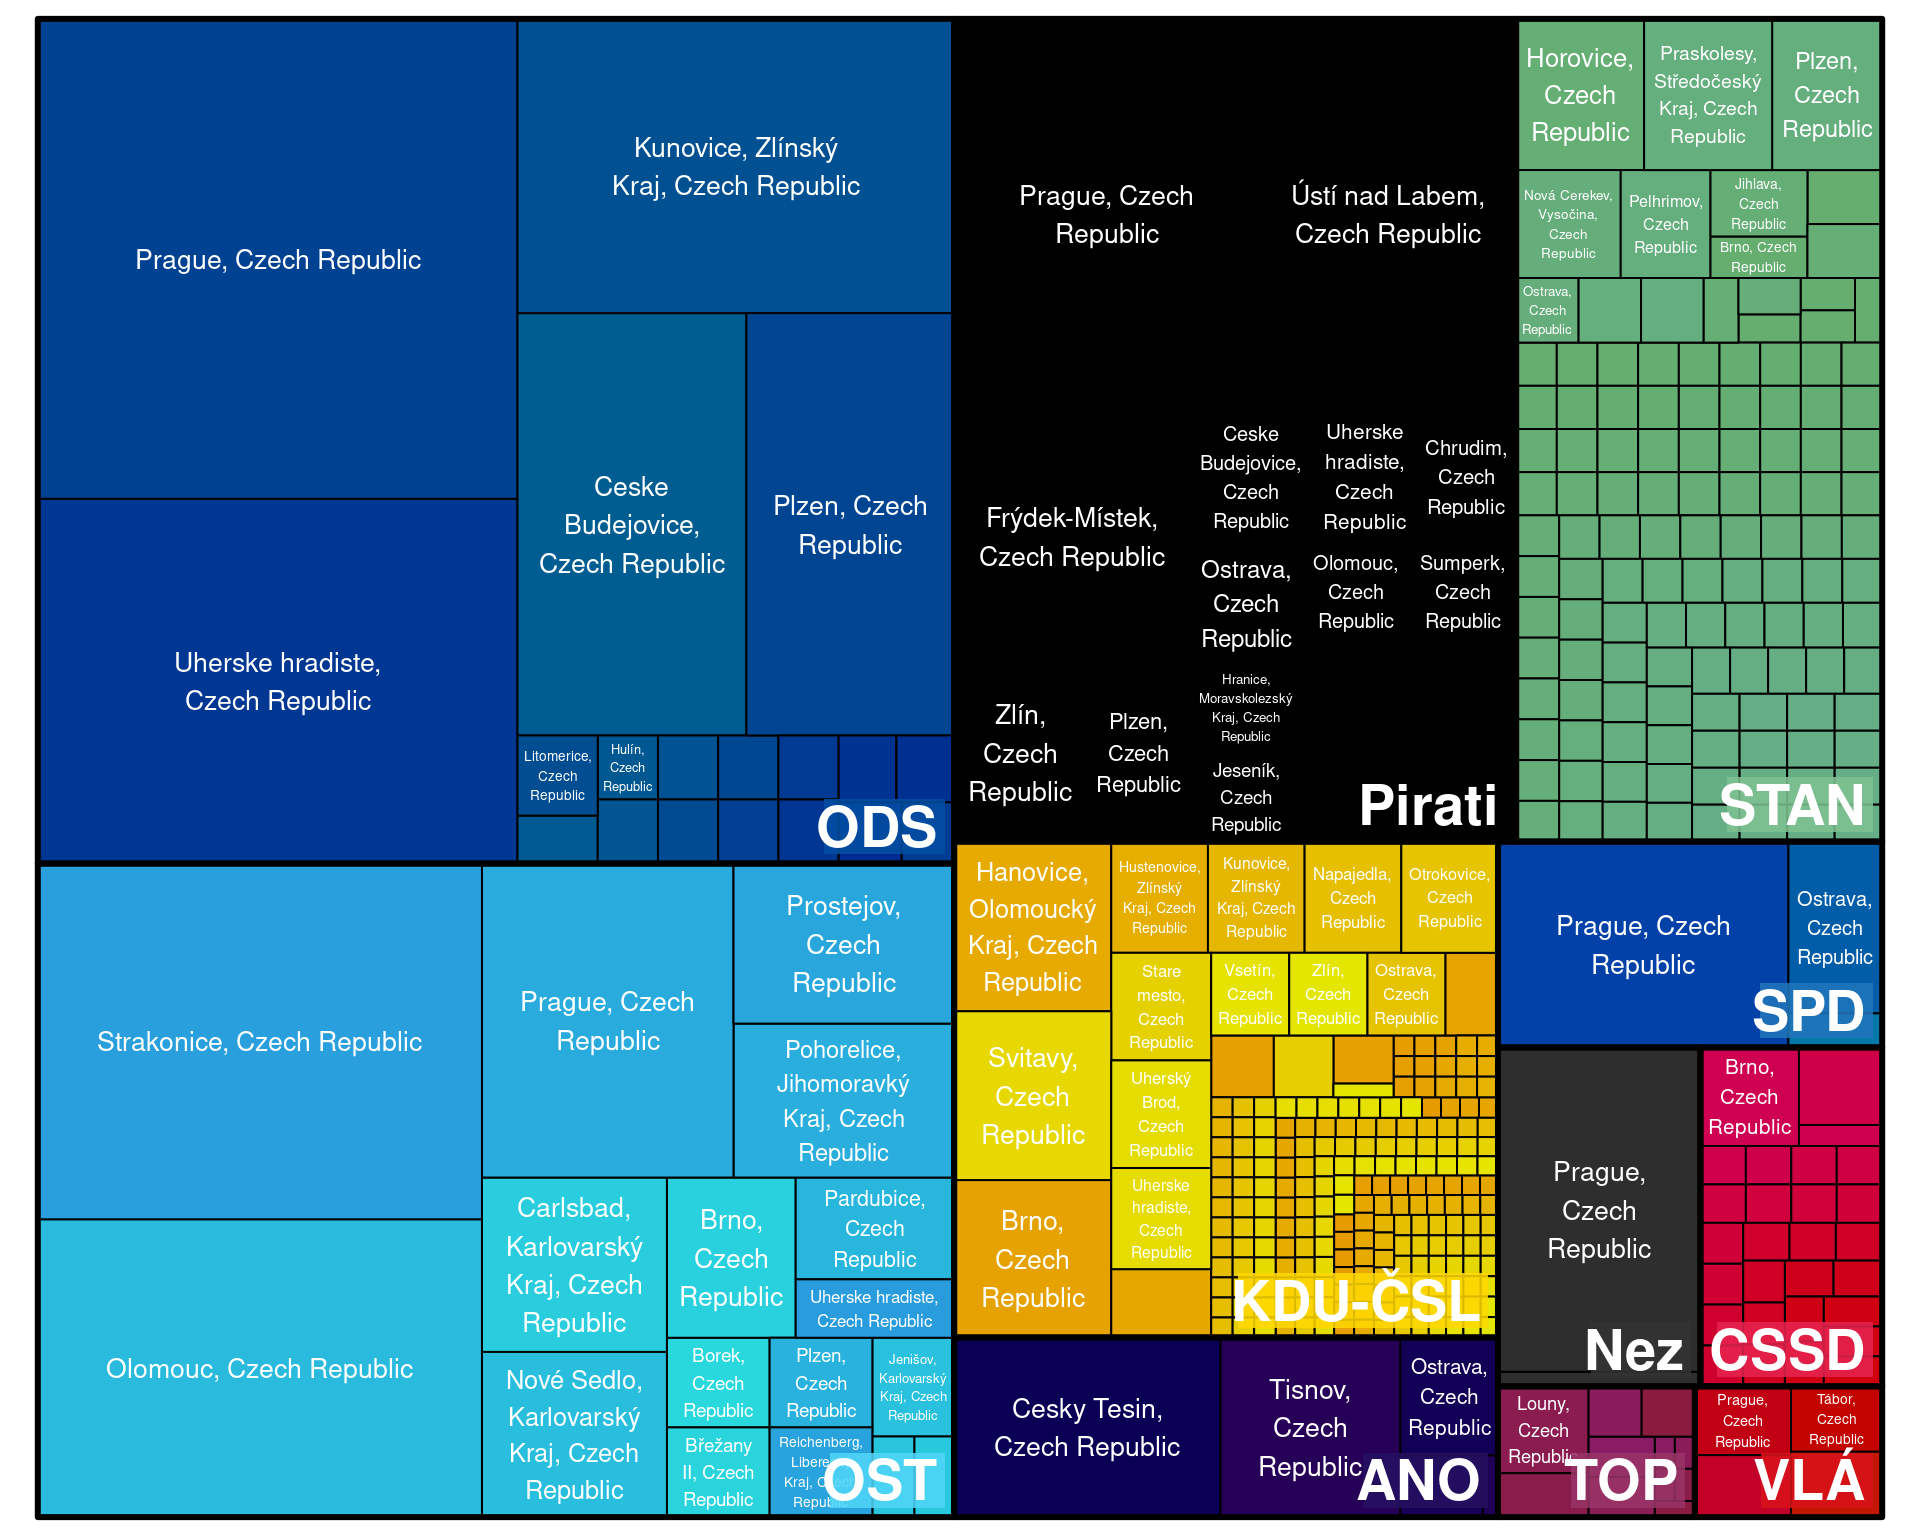 Prague, Czech Republic
Kunovice, Zlínský
Kraj, Czech Republic
Uherske hradiste,
Czech Republic
Ceske
Budejovice,
Czech Republic
Plzen, Czech
Republic
Litomerice,
Czech
Republic
Hulín,
Czech
Republic
ODS
Prague, Czech
Republic
Ústí nad Labem,
Czech Republic
Frýdek-Místek,
Czech Republic
Ceske
Budejovice,
Czech
Republic
Uherske
hradiste,
Czech
Republic
Chrudim,
Czech
Republic
Ostrava,
Czech
Republic
Olomouc,
Czech
Republic
Sumperk,
Czech
Republic
Zlín,
Czech
Republic
Plzen,
Czech
Republic
Hranice,
Moravskolezský
Kraj, Czech
Republic
Jeseník,
Czech
Republic
Pirati
Horovice,
Czech
Republic
Praskolesy,
Středočeský
Kraj, Czech
Republic
Plzen,
Czech
Republic
Nová Cerekev,
Vysočina,
Czech
Republic
Pelhrimov,
Czech
Republic
Jihlava,
Czech
Republic
Brno, Czech
Republic
Ostrava,
Czech
Republic
STAN
Strakonice, Czech Republic
Olomouc, Czech Republic
Prague, Czech
Republic
Prostejov,
Czech
Republic
Pohorelice,
Jihomoravký
Kraj, Czech
Republic
Carlsbad,
Karlovarský
Kraj, Czech
Republic
Brno,
Czech
Republic
Pardubice,
Czech
Republic
Uherske hradiste,
Czech Republic
Nové Sedlo,
Karlovarský
Kraj, Czech
Republic
Borek,
Czech
Republic
Plzen,
Czech
Republic
Jenišov,
Karlovarský
Kraj, Czech
Republic
Břežany
II, Czech
Republic
Reichenberg,
Kraj,
OST
Hanovice,
Olomoucký
Kraj, Czech
Republic
Hustenovice,
Zlínský
Kraj, Czech
Republic
Kunovice,
Zlínský
Kraj, Czech
Republic
Napajedla,
Czech
Republic
Otrokovice,
Czech
Republic
Svitavy,
Czech
Republic
Stare
mesto,
Czech
Republic
Vsetín,
Czech
Republic
Zlín,
Czech
Republic
Ostrava,
Czech
Republic
Uherský
Brod,
Czech
Republic
Brno,
Czech
Republic
Uherske
hradiste,
Czech
Republic
KDU-ČSL
Prague, Czech
Republic
Ostrava,
Czech
Republic
SPD
Prague,
Czech
Republic
Nez
Brno,
Czech
Republic
CSSD
Cesky Tesin,
Czech Republic
Tisnov,
Czech
Republic
Ostrava,
Czech
Republic
ANO
Louny,
Czech
Republic
TOP
Prague,
Czech
Republic
Tábor,
Czech
Republic
VLÁ